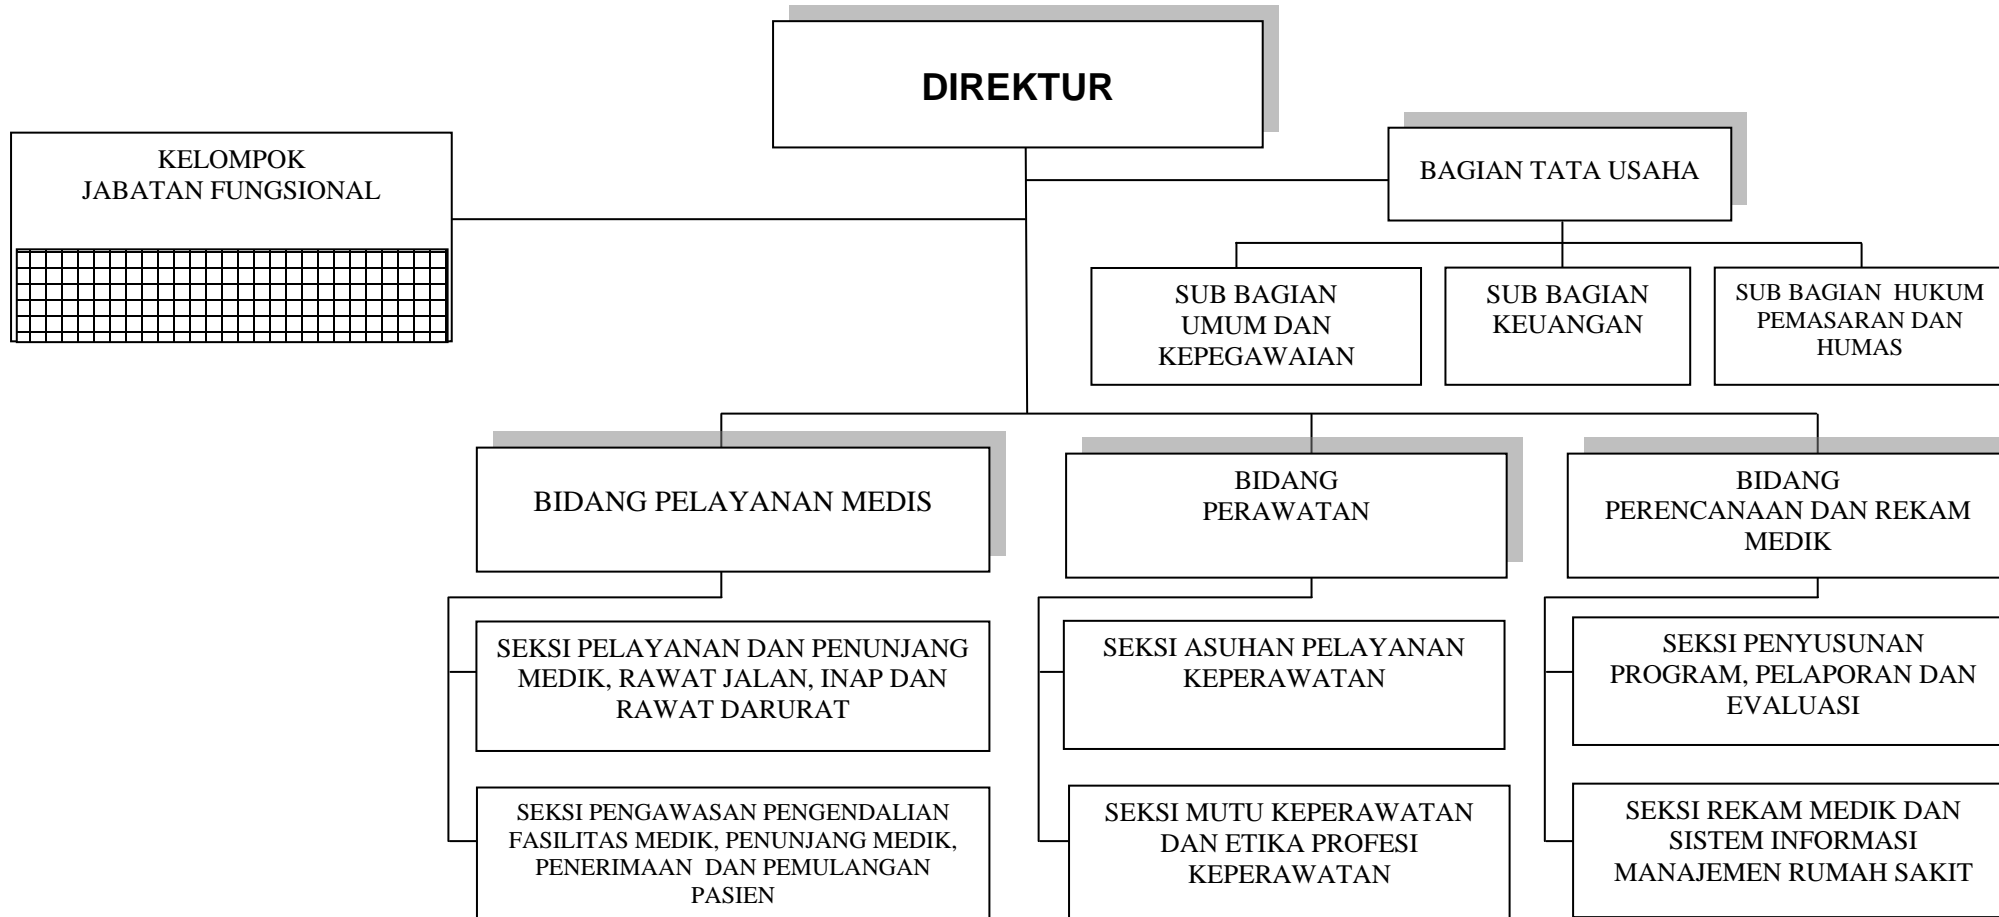 DIREKTUR
KELOMPOK
JABATAN FUNGSIONAL
BAGIAN TATA USAHA
SUB BAGIAN
UMUM DAN
KEPEGAWAIAN
SUB BAGIAN
KEUANGAN
SUB BAGIAN HUKUM
PEMASARAN DAN
HUMAS
BIDANG PELAYANAN MEDIS
BIDANG
PERAWATAN
BIDANG
PERENCANAAN DAN REKAM
MEDIK
SEKSI PELAYANAN DAN PENUNJANG
MEDIK, RAWAT JALAN, INAP DAN
RAWAT DARURAT
SEKSI ASUHAN PELAYANAN
KEPERAWATAN
SEKSI PENYUSUNAN
PROGRAM, PELAPORAN DAN
EVALUASI
SEKSI PENGAWASAN PENGENDALIAN
FASILITAS MEDIK, PENUNJANG MEDIK,
PENERIMAAN DAN PEMULANGAN
PASIEN
SEKSI MUTU KEPERAWATAN
DAN ETIKA PROFESI
KEPERAWATAN
SEKSI REKAM MEDIK DAN
SISTEM INFORMASI
MANAJEMEN RUMAH SAKIT